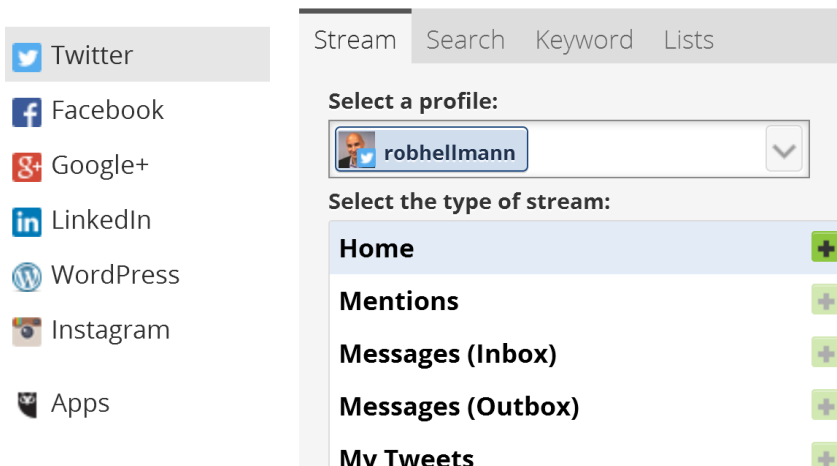 Twitter
Facebook
Google+
LinkedIn
WordPress
Instagram
Apps
Stream Search Keyword Lists
Select a profile:
robhellmann
Select the type of stream:
Home
Mentions
Messages (Inbox)
Messages (Outbox)
My Tweets